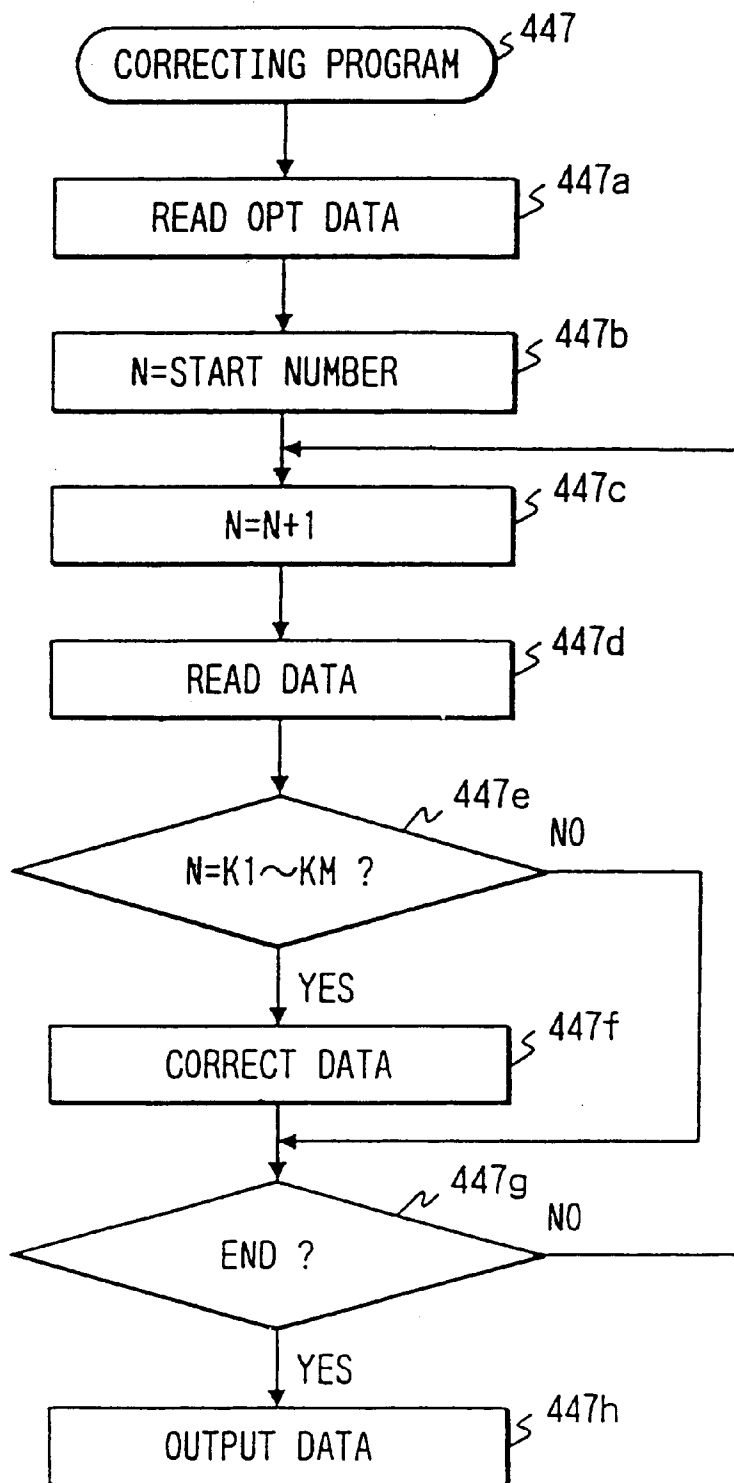 447
CORRECTING PROGRAM
447a
READ OPT DATA
447b
N=START NUMBER
447c
N=N+1
447d
READ DATA
447e
N=K1~KM ?
NO
YES
447f
CORRECT DATA
447g
END ?
NO
YES
447h
OUTPUT DATA